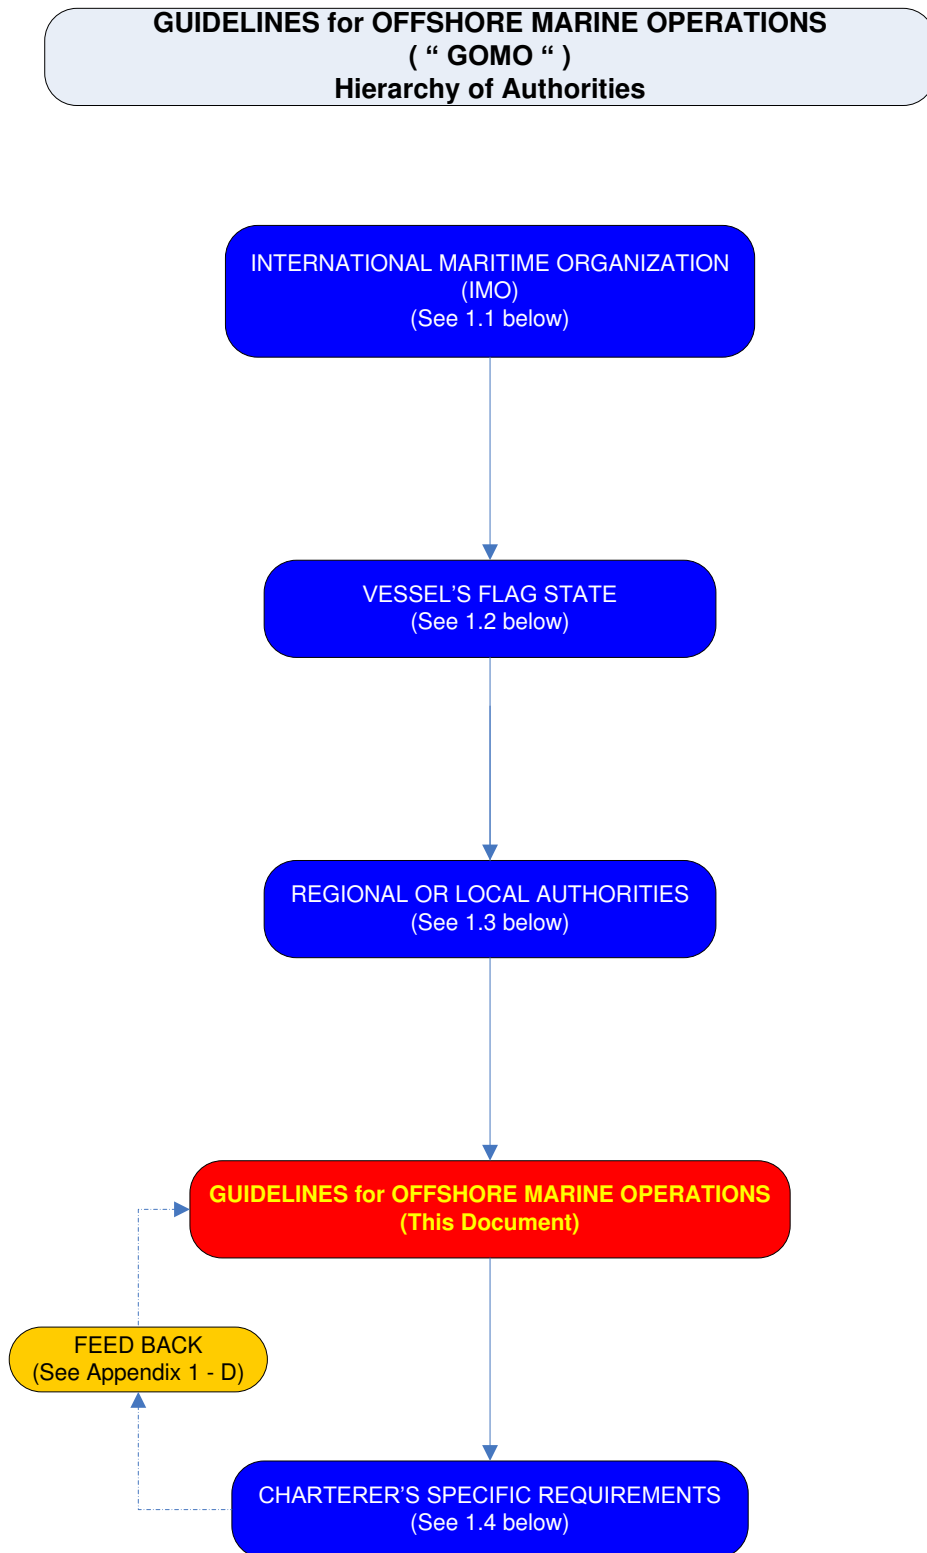 GUIDELINES for OFFSHORE MARINE OPERATIONS
( “ GOMO “ )
Hierarchy of Authorities
INTERNATIONAL MARITIME ORGANIZATION
(IMO)
(See 1.1 below)
VESSEL’S FLAG STATE
(See 1.2 below)
REGIONAL OR LOCAL AUTHORITIES
(See 1.3 below)
GUIDELINES for OFFSHORE MARINE OPERATIONS
(This Document)
FEED BACK
(See Appendix 1 - D)
CHARTERER’S SPECIFIC REQUIREMENTS
(See 1.4 below)